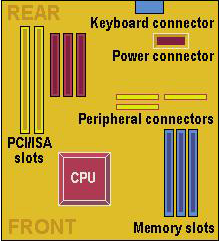 REAR
Keyboard connector
Power connector
Peripheral connectors
PCI/ISA
slots
CPU
FRONT
Memory slots